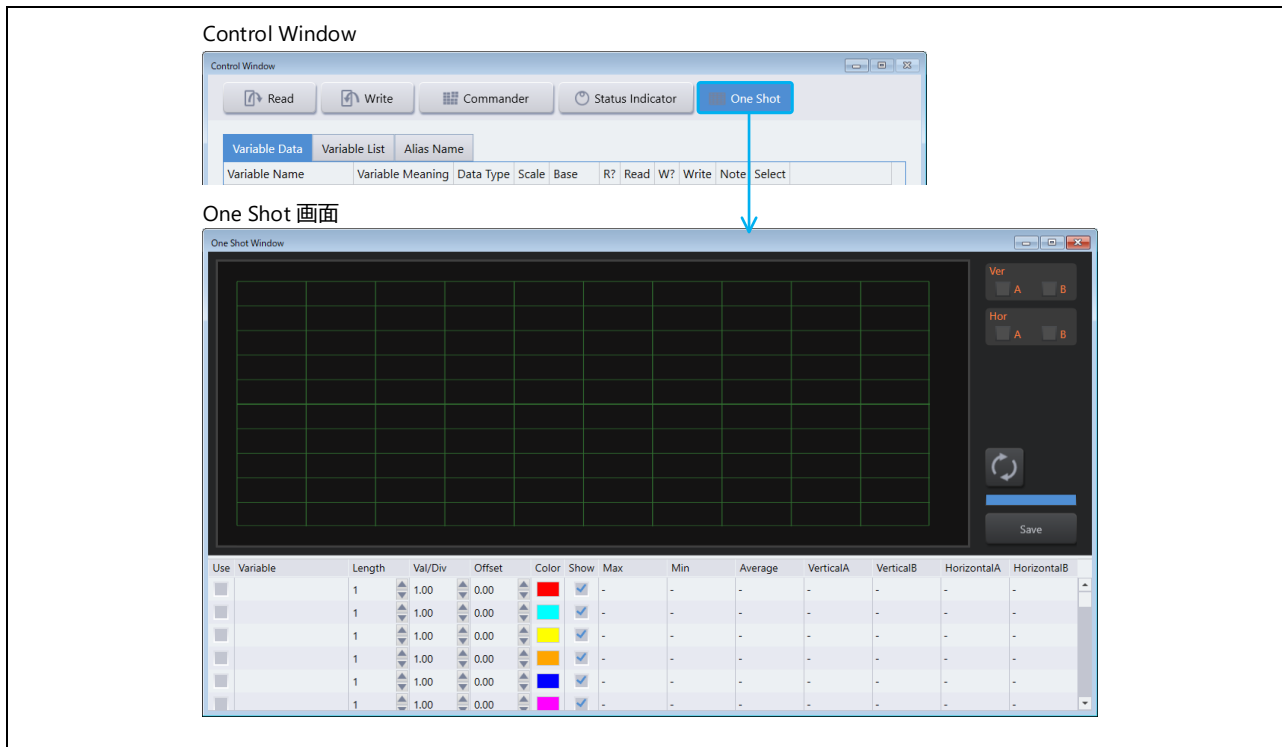 Control Window
Control Window
Read Write Commander Status Indicator One Shot
Variable Data Variable List Alias Name
Variable Name Variable Meaning Data Type Scale Base R? Read W? Write Note Select
One Shot 画面
One Shot Window
Ver
A B
Hor
A B
Save
Use Variable Length Val/Div Offset Color Show Max Min Average VerticalA VerticalB HorizontalA HorizontalB
1 1.00 0.00 - - - - - - -
1 1.00 0.00 - - - - - - -
1 1.00 0.00 - - - - - - -
1 1.00 0.00 - - - - - - -
1 1.00 0.00 - - - - - - -
1 1.00 0.00 - - - - - - -